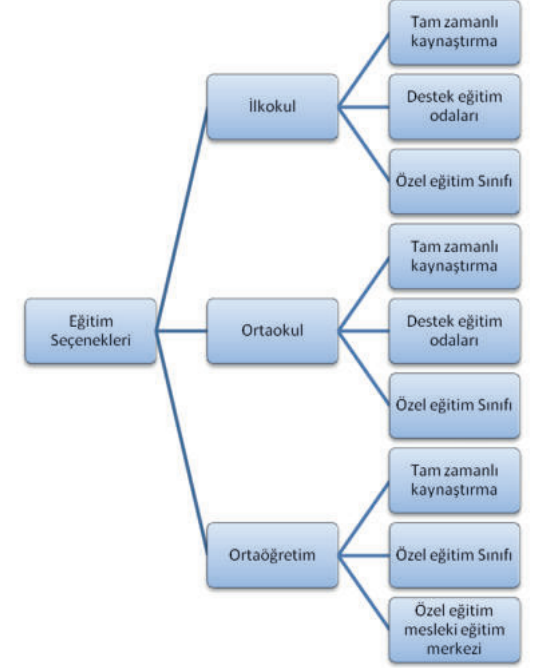 Eğitim
Seçenekleri
İlkokul
Tam zamanlı
kaynaştırma
Destek eğitim
odaları
Özel eğitim Sınıfı
Ortaokul
Tam zamanlı
kaynaştırma
Destek eğitim
odaları
Özel eğitim Sınıfı
Ortaöğretim
Tam zamanlı
kaynaştırma
Özel eğitim Sınıfı
Özel eğitim
mesleki eğitim
merkezi